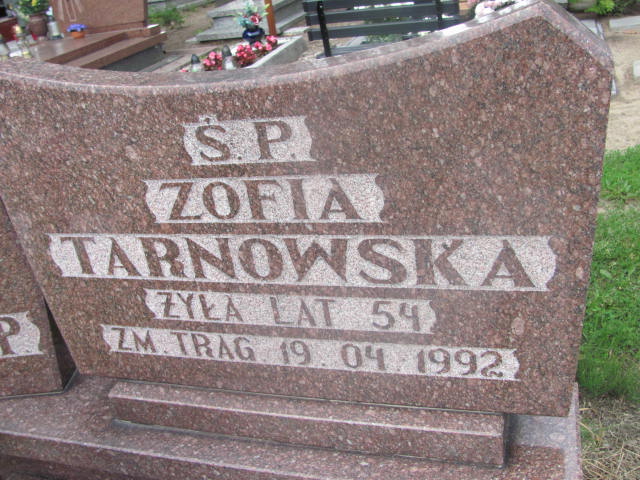 Ś.P.
ZOFIA
TARNOWSKA
ŻYŁA LAT 54
ZM. TRAG 19. 04 1992
P